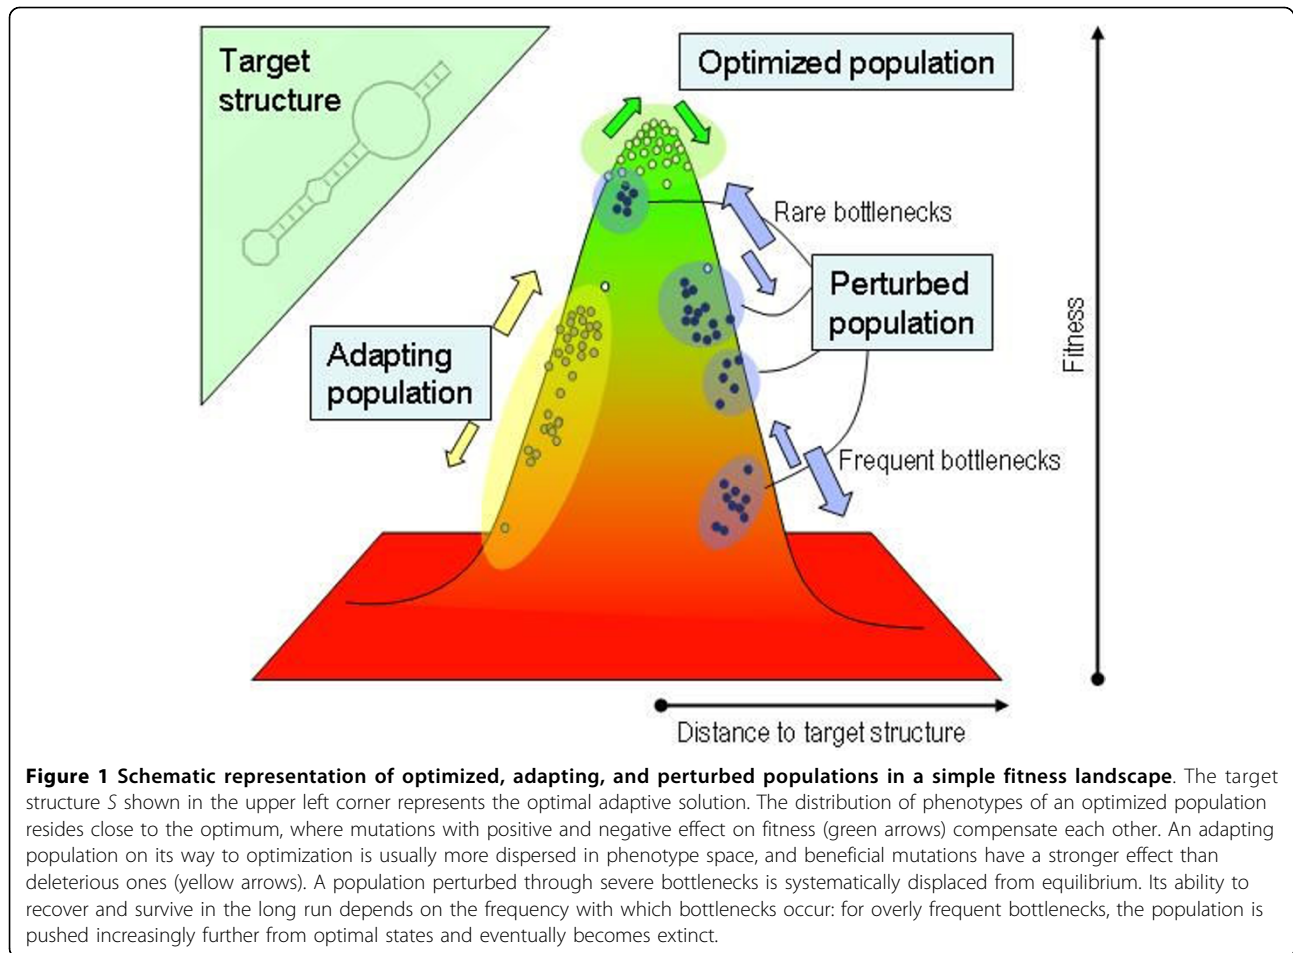 Target
structure
Optimized population
Rare bottlenecks
Perturbed
population
Adapting
population
Frequent bottlenecks
Fitness
Distance to target structure
Figure 1 Schematic representation of optimized, adapting, and perturbed populations in a simple fitness landscape. The target
structure S shown in the upper left corner represents the optimal adaptive solution. The distribution of phenotypes of an optimized population
resides close to the optimum, where mutations with positive and negative effect on fitness (green arrows) compensate each other. An adapting
population on its way to optimization is usually more dispersed in phenotype space, and beneficial mutations have a stronger effect than
deleterious ones (yellow arrows). A population perturbed through severe bottlenecks is systematically displaced from equilibrium. Its ability to
recover and survive in the long run depends on the frequency with which bottlenecks occur: for overly frequent bottlenecks, the population is
pushed increasingly further from optimal states and eventually becomes extinct.